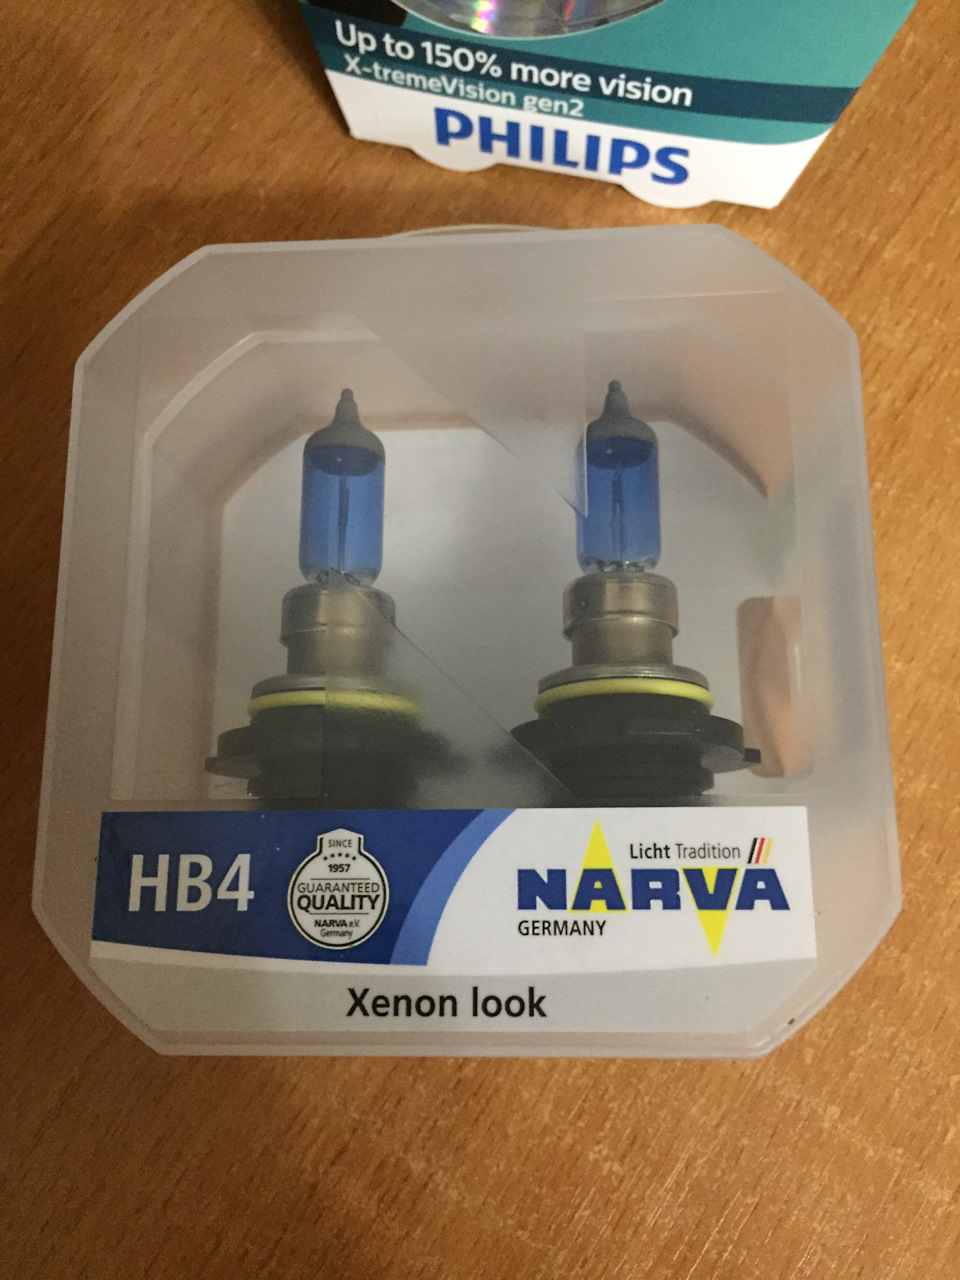 Up to 150% more vision
X-tremeVision gen2
PHILIPS
HB4
SINCE
1957
GUARANTEED
QUALITY
NARVA e.V.
Germany
Licht Tradition
NARVA
GERMANY
Xenon look